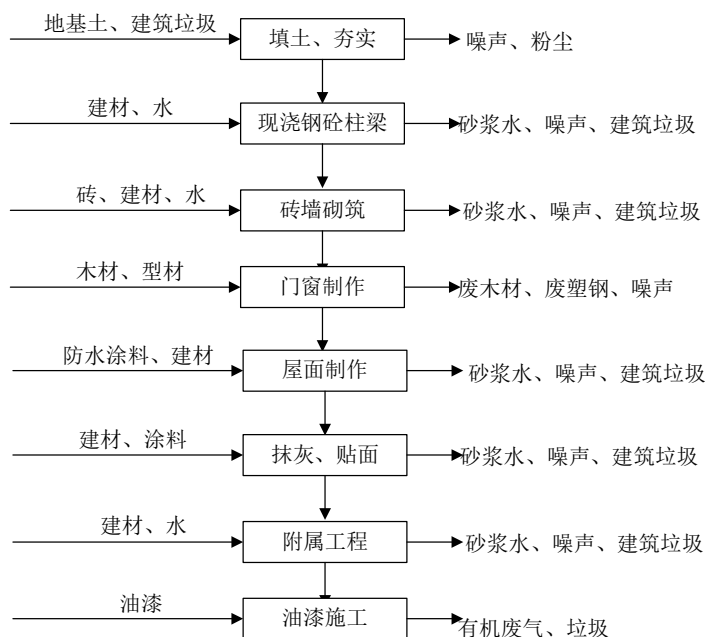 地基土、建筑垃圾
填土、夯实
噪声、粉尘
建材、水
现浇钢砼柱梁
砂浆水、噪声、建筑垃圾
砖、建材、水
砖墙砌筑
砂浆水、噪声、建筑垃圾
木材、型材
门窗制作
废木材、废塑钢、噪声
防水涂料、建材
屋面制作
砂浆水、噪声、建筑垃圾
建材、涂料
抹灰、贴面
砂浆水、噪声、建筑垃圾
建材、水
附属工程
砂浆水、噪声、建筑垃圾
油漆
油漆施工
有机废气、垃圾